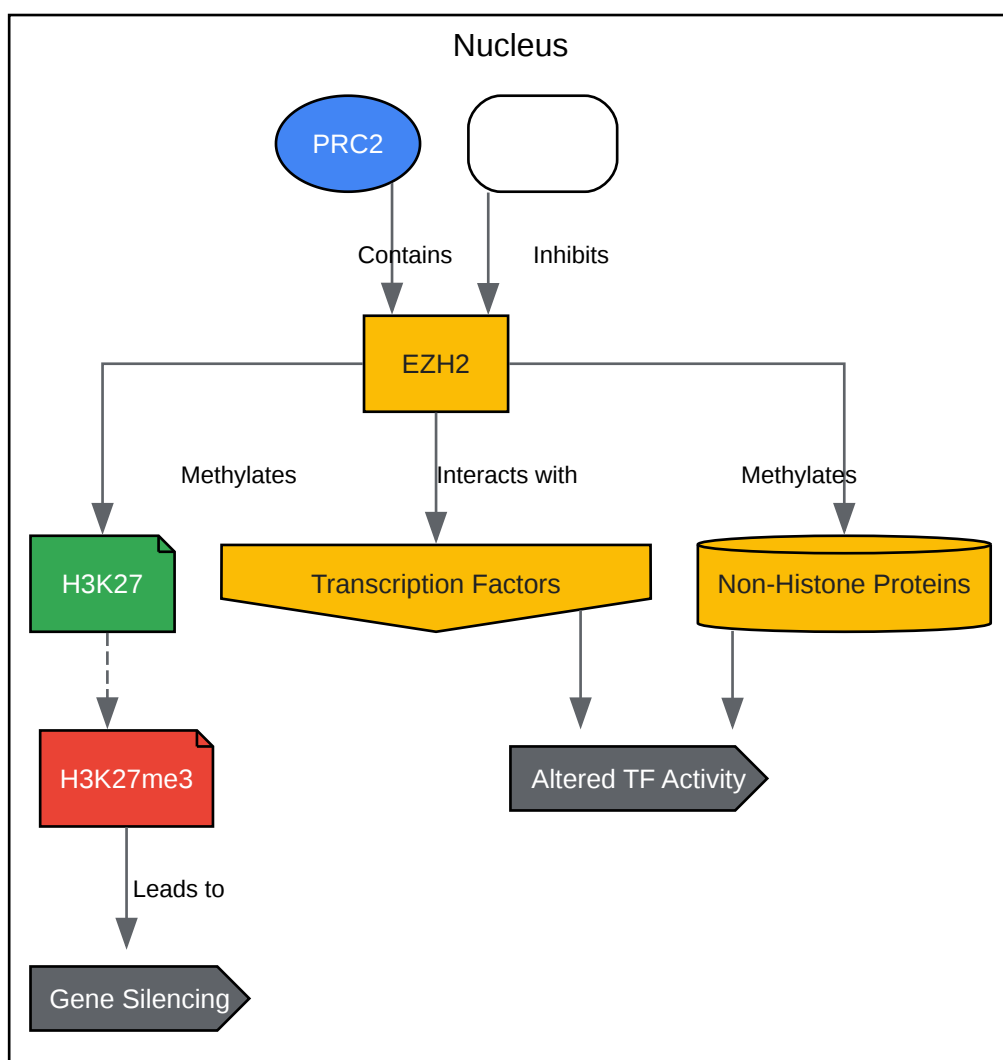 Nucleus
PRC2
Contains
Inhibits
EZH2
Methylates
Interacts with
Methylates
H3K27
Transcription Factors
Non-Histone Proteins
H3K27me3
Altered TF Activity
Leads to
Gene Silencing